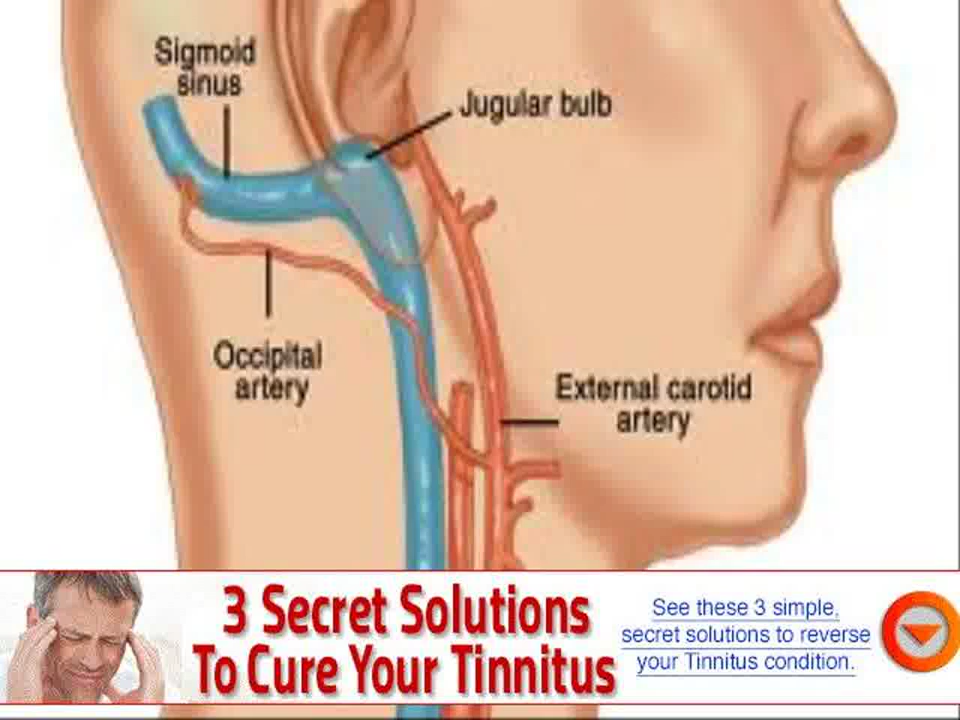 Sigmoid
sinus
Jugular bulb
Occipital
artery
External carotid
artery
3 Secret Solutions
To Cure Your Tinnitus
See these 3 simple,
secret solutions to reverse
your Tinnitus condition.